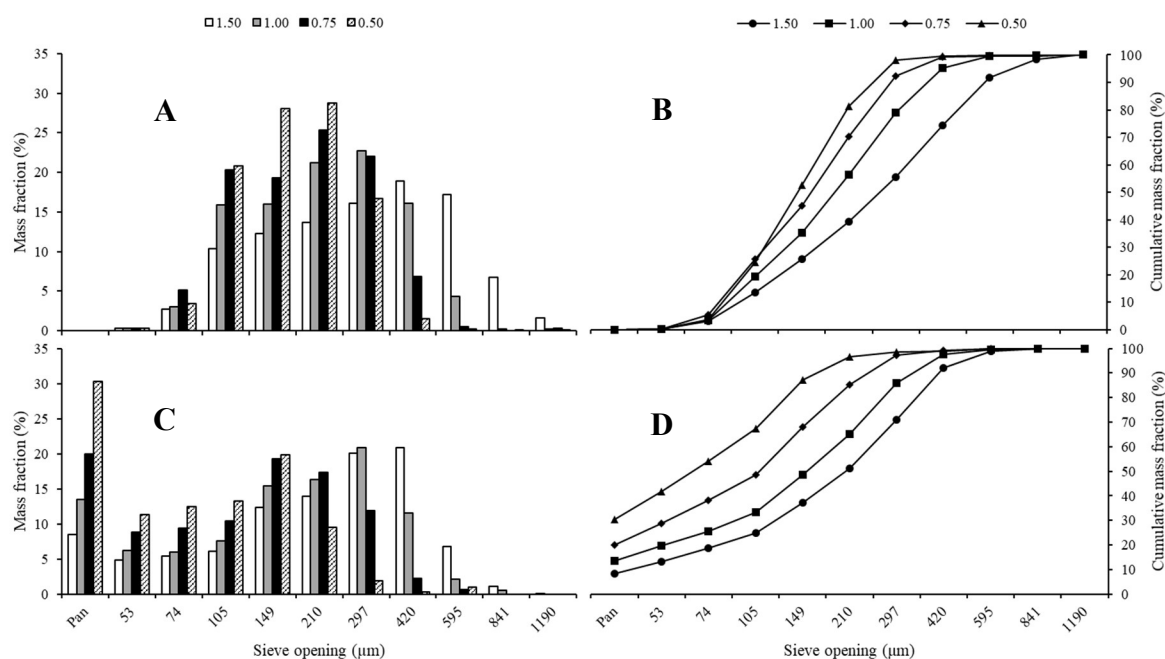 1.50 1.00 0.75 0.50
1.50 1.00 0.75 0.50
A
Mass fraction (%)
35
30
25
20
15
10
5
0
B
Cumulative mass fraction (%)
100
90
80
70
60
50
40
30
20
10
0
C
Mass fraction (%)
35
30
25
20
15
10
5
0
Pan 53 74 105 149 210 297 420 595 841 1190
Sieve opening (μm)
D
Cumulative mass fraction (%)
100
90
80
70
60
50
40
30
20
10
0
Pan 53 74 105 149 210 297 420 595 841 1190
Sieve opening (μm)